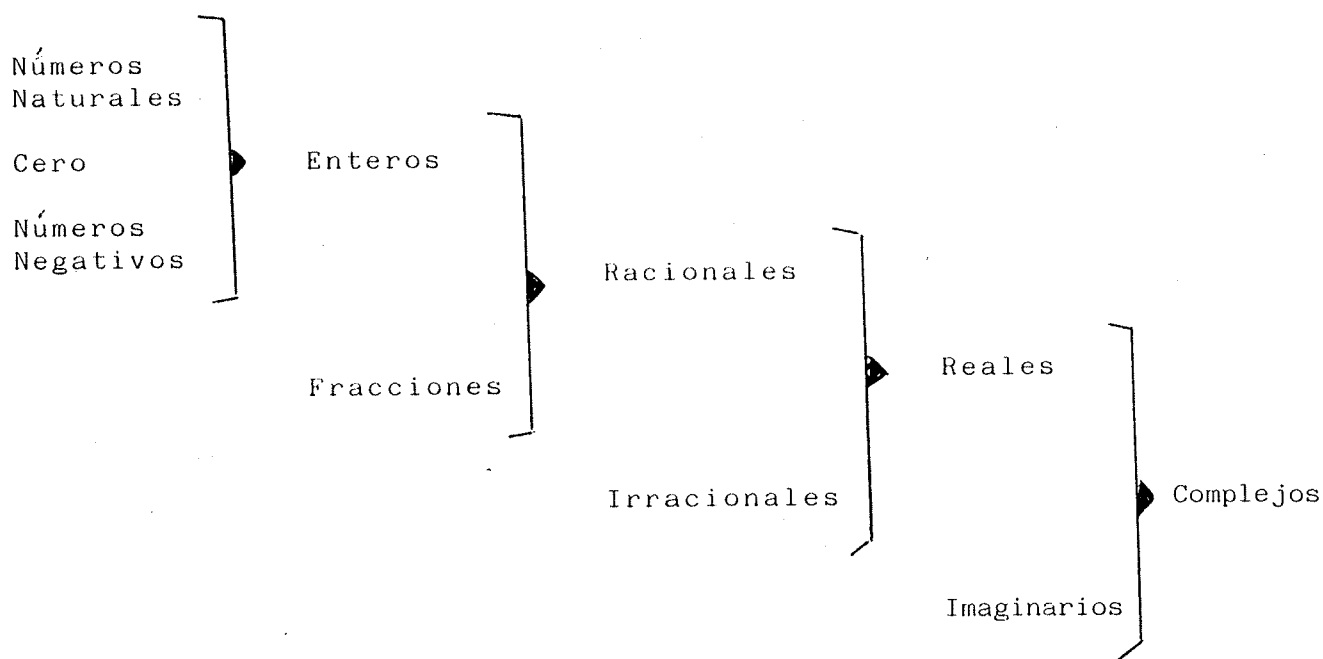 Números
Naturales
Cero
Números
Negativos
Enteros
Fracciones
Racionales
Irracionales
Reales
Imaginarios
Complejos